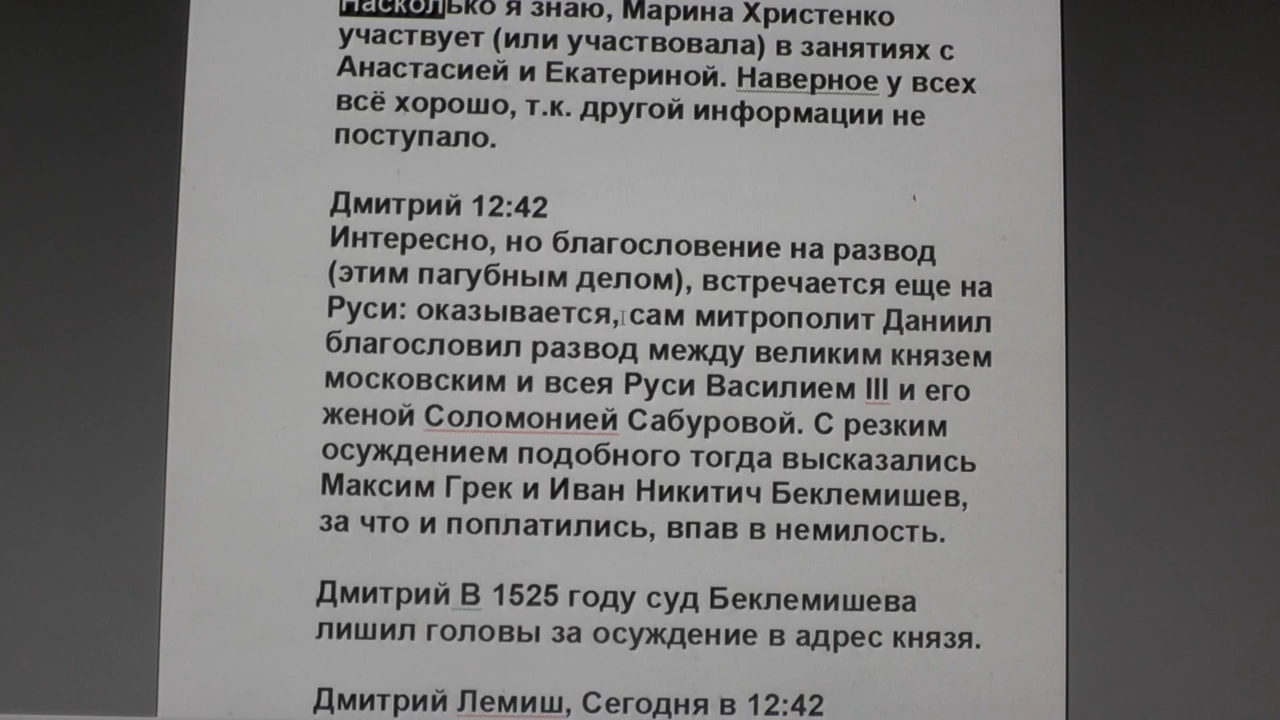 Насколько я знаю, Марина Христенко
участвует (или участвовала) в занятиях с
Анастасией и Екатериной. Наверное у всех
всё хорошо, т.к. другой информации не
поступало.
Дмитрий 12:42
Интересно, но благословение на развод
(этим пагубным делом), встречается еще на
Руси: оказывается, сам митрополит Даниил
благословил развод между великим князем
московским и всея Руси Василием III и его
женой Соломонией Сабуровой. С резким
осуждением подобного тогда высказались
Максим Грек и Иван Никитич Беклемишев,
за что и поплатились, впав в немилость.
Дмитрий В 1525 году суд Беклемишева
лишил головы за осуждение в адрес князя.
Дмитрий Лемиш, Сегодня в 12:42